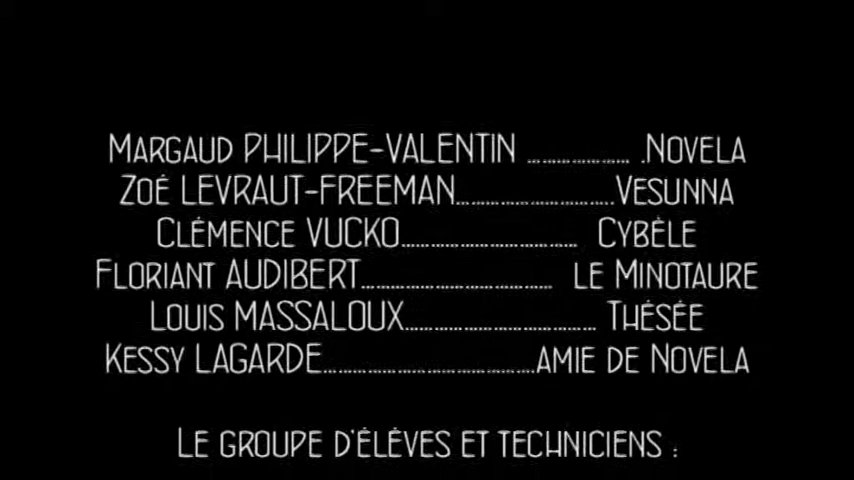 Margaud PHILIPPE-VALENTIN ..................... .Novela
Zoé LEVRAUT-FREEMAN................................Vesunna
Clémence VUCKO.................................... Cybèle
Floriant AUDIBERT....................................... le Minotaure
Louis MASSALOUX....................................... Thésée
Kessy LAGARDE...........................................amie de Novela
Le groupe d'élèves et techniciens :